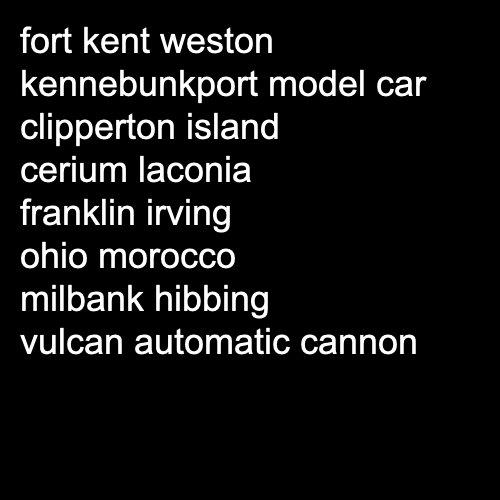 fort kent weston
kennebunkport model car
clipperton island
cerium laconia
franklin irving
ohio morocco
milbank hibbing
vulcan automatic cannon